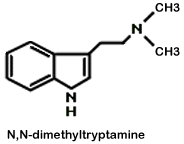 CH3
N
CH3
N
H
N,N-dimethyltryptamine